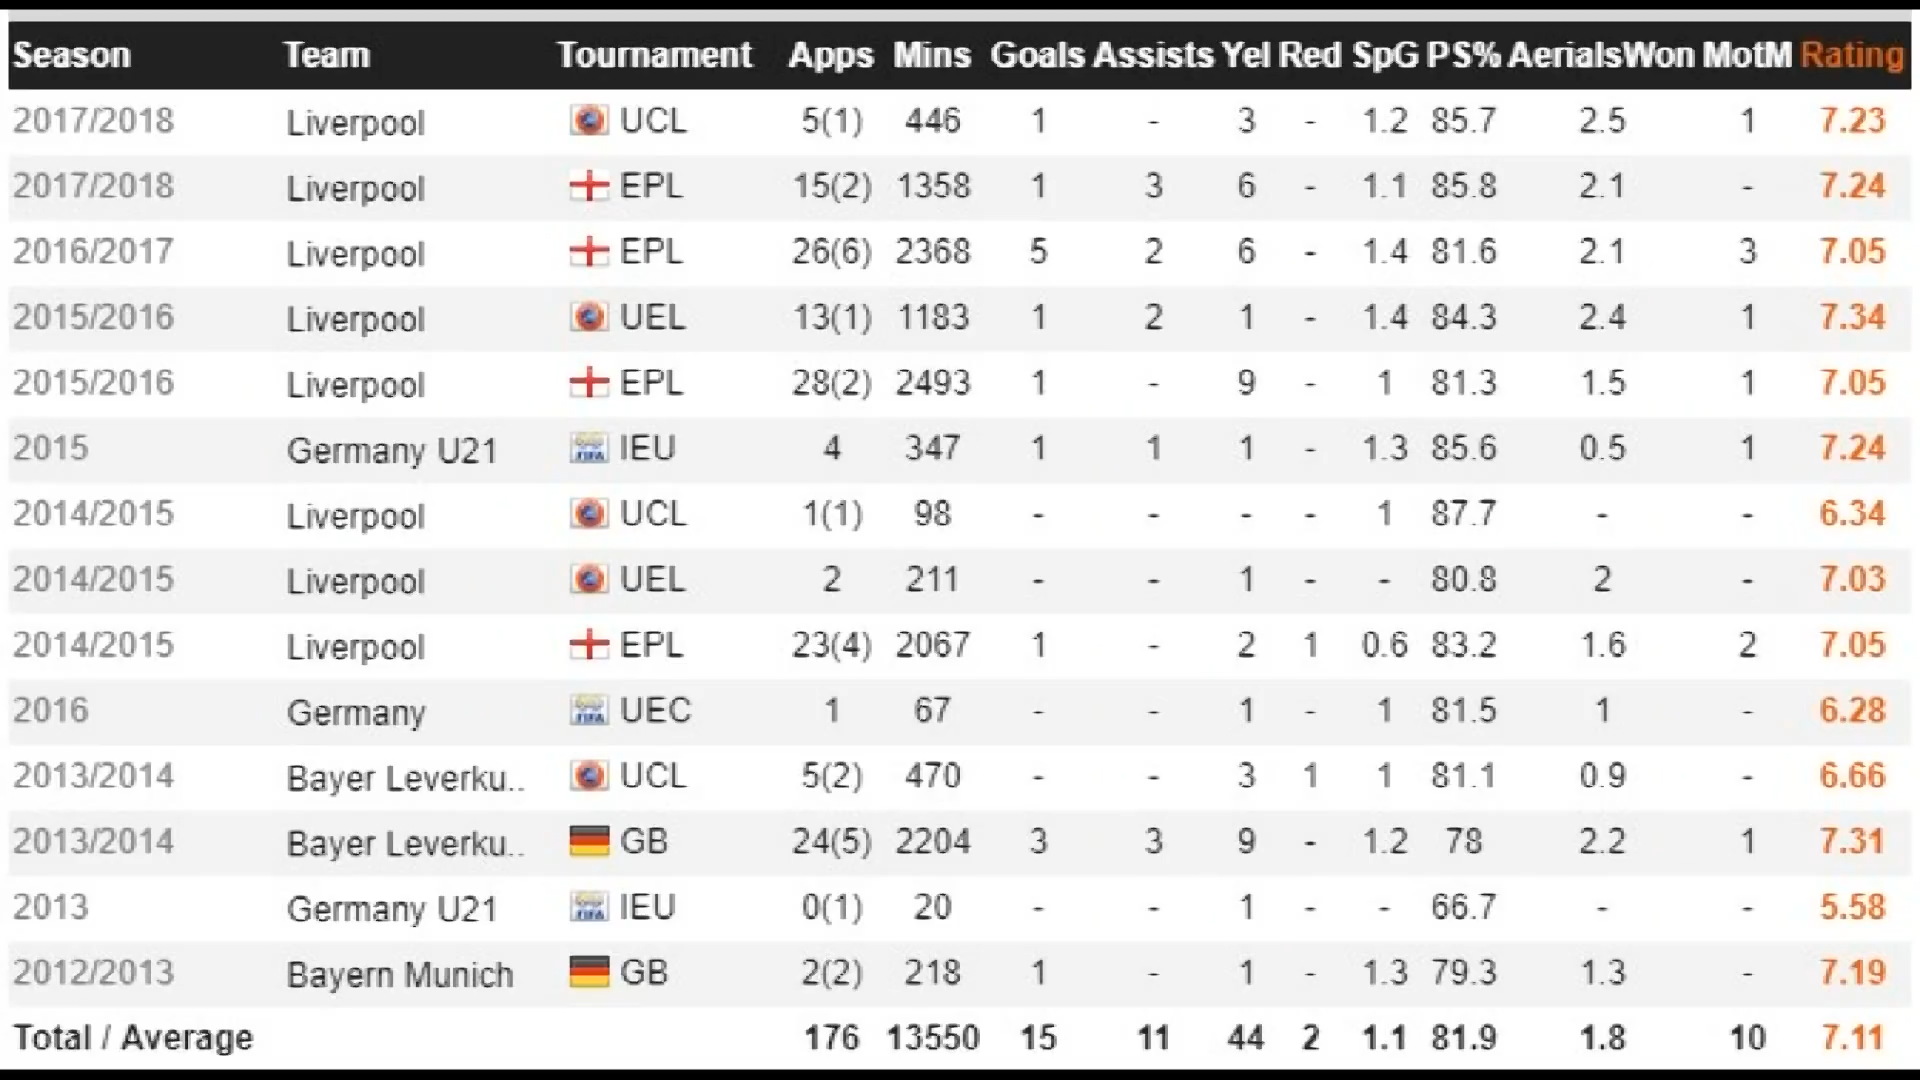 Season Team Tournament Apps Mins Goals Assists Yel Red SpG PS% AerialsWon MotM Rating
2017/2018 Liverpool UCL 5(1) 446 1 - 3 - 1.2 85.7 2.5 1 7.23
2017/2018 Liverpool EPL 15(2) 1358 1 3 6 - 1.1 85.8 2.1 - 7.24
2016/2017 Liverpool EPL 26(6) 2368 5 2 6 - 1.4 81.6 2.1 3 7.05
2015/2016 Liverpool UEL 13(1) 1183 1 2 1 - 1.4 84.3 2.4 1 7.34
2015/2016 Liverpool EPL 28(2) 2493 1 - 9 - 1 81.3 1.5 1 7.05
2015 Germany U21 IEU 4 347 1 1 1 - 1.3 85.6 0.5 1 7.24
2014/2015 Liverpool UCL 1(1) 98 - - - - 1 87.7 - - 6.34
2014/2015 Liverpool UEL 2 211 - - 1 - - 80.8 2 - 7.03
2014/2015 Liverpool EPL 23(4) 2067 1 - 2 1 0.6 83.2 1.6 2 7.05
2016 Germany UEC 1 67 - - 1 - 1 81.5 1 - 6.28
2013/2014 Bayer Leverku.. UCL 5(2) 470 - - 3 1 1 81.1 0.9 - 6.66
2013/2014 Bayer Leverku.. GB 24(5) 2204 3 3 9 - 1.2 78 2.2 1 7.31
2013 Germany U21 IEU 0(1) 20 - - 1 - - 66.7 - - 5.58
2012/2013 Bayern Munich GB 2(2) 218 1 - 1 - 1.3 79.3 1.3 - 7.19
Total / Average 176 13550 15 11 44 2 1.1 81.9 1.8 10 7.11